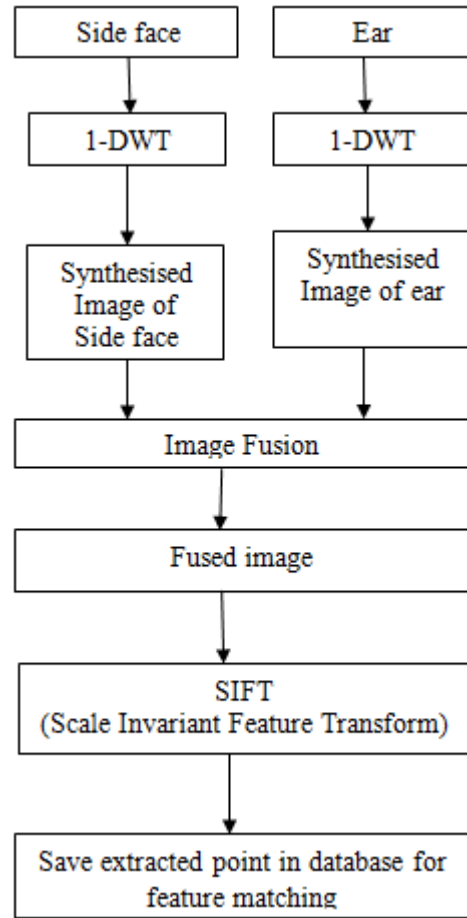 Side face
Ear
1-DWT
1-DWT
Synthesised
Image of
Side face
Synthesised
Image of ear
Image Fusion
Fused image
SIFT
(Scale Invariant Feature Transform)
Save extracted point in database for
feature matching